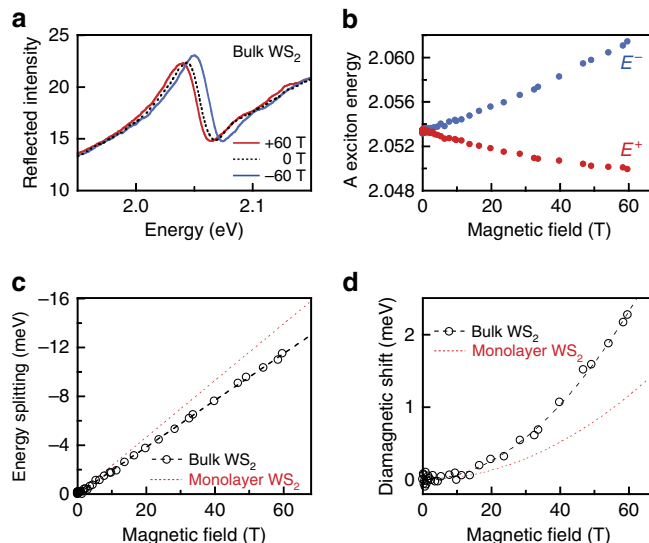 a
Bulk WS2
Reflected intensity
25
20
15
10
+60 T
0 T
−60 T
2.0
2.1
Energy (eV)
b
A exciton energy
2.060
2.054
2.048
E−
E+
0
20
40
60
Magnetic field (T)
c
Energy splitting (meV)
−16
−12
−8
−4
0
Bulk WS2
Monolayer WS2
0
20
40
60
Magnetic field (T)
d
Diamagnetic shift (meV)
2
1
0
Bulk WS2
Monolayer WS2
0
20
40
60
Magnetic field (T)